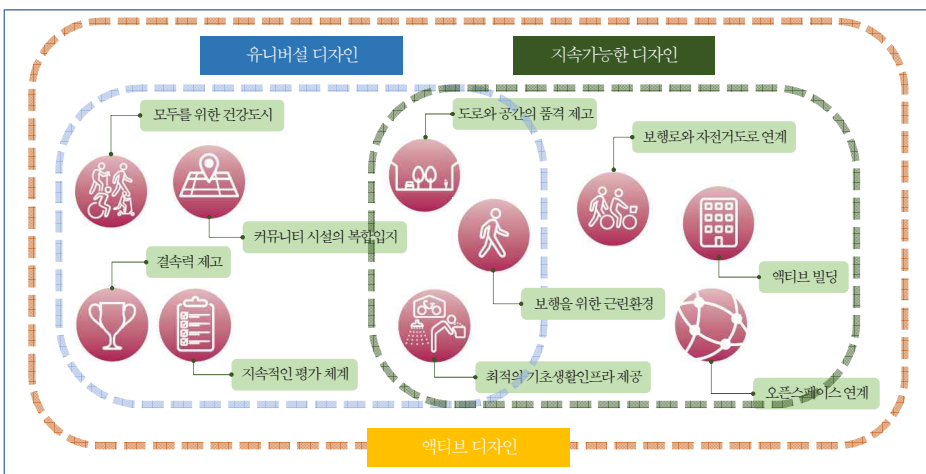 유니버설 디자인
지속가능한 디자인
모두를 위한 건강도시
도로와 공간의 품격 제고
보행로와 자전거도로 연계
커뮤니티 시설의 복합입지
결속력 제고
액티브 빌딩
보행을 위한 근린환경
지속적인 평가 체계
최적의 기초생활인프라 제공
오픈스페이스 연계
액티브 디자인